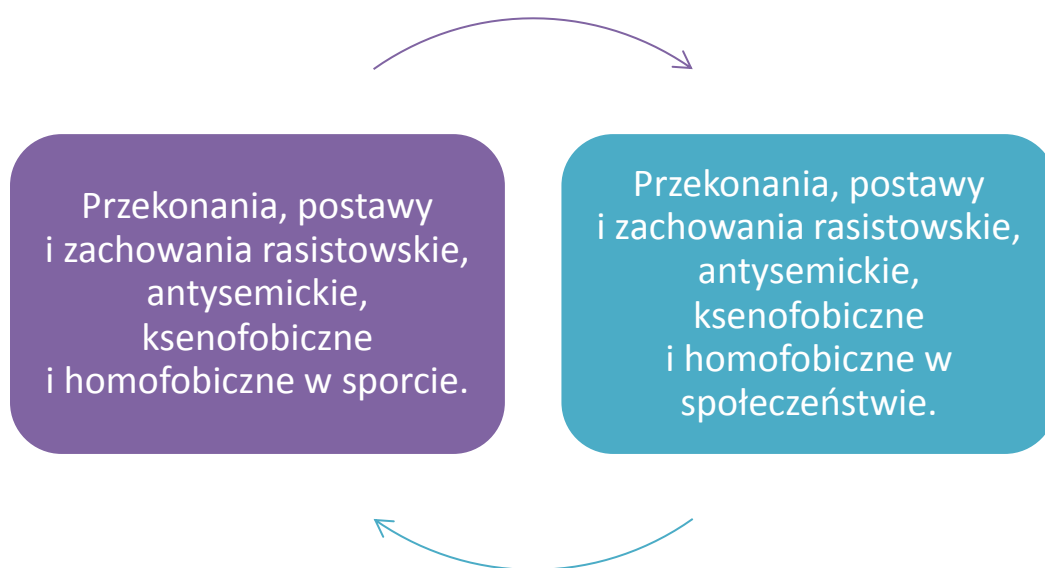 Przekonania, postawy
i zachowania rasistowskie,
antysemickie,
ksenofobiczne
i homofobiczne w sporcie.
Przekonania, postawy
i zachowania rasistowskie,
antysemickie,
ksenofobiczne
i homofobiczne w
społeczeństwie.